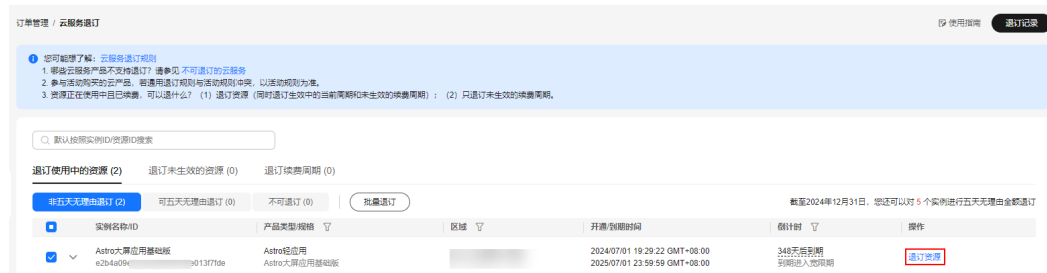 订单管理 / 云服务退订
使用指南
退订记录
您可能想了解：云服务退订规则
1. 哪些云服务产品不支持退订？请参见 不可退订的云服务
2. 参与活动购买的云产品，若通用退订规则与活动规则冲突，以活动规则为准。
3. 资源正在使用中且已续费，可以退什么？（1）退订资源（同时退订生效中的当前周期和未生效的续费周期）；（2）只退订未生效的续费周期。
默认按照实例ID/资源ID搜索
退订使用中的资源 (2) 退订未生效的资源 (0) 退订续费周期 (0)
非五天无理由退订 (2) 可五天无理由退订 (0) 不可退订 (0) 批量退订 截至2024年12月31日，您还可以对 5 个实例进行五天无理由全额退订
实例名称/ID 产品类型/规格 区域 开通/到期时间 倒计时 操作
Astro大屏应用基础版 Astro轻应用 2024/07/01 19:29:22 GMT+08:00 348天后到期 退订资源
e2b4a09e 013f7fde Astro大屏应用基础版 2025/07/01 23:59:59 GMT+08:00 到期进入宽限期